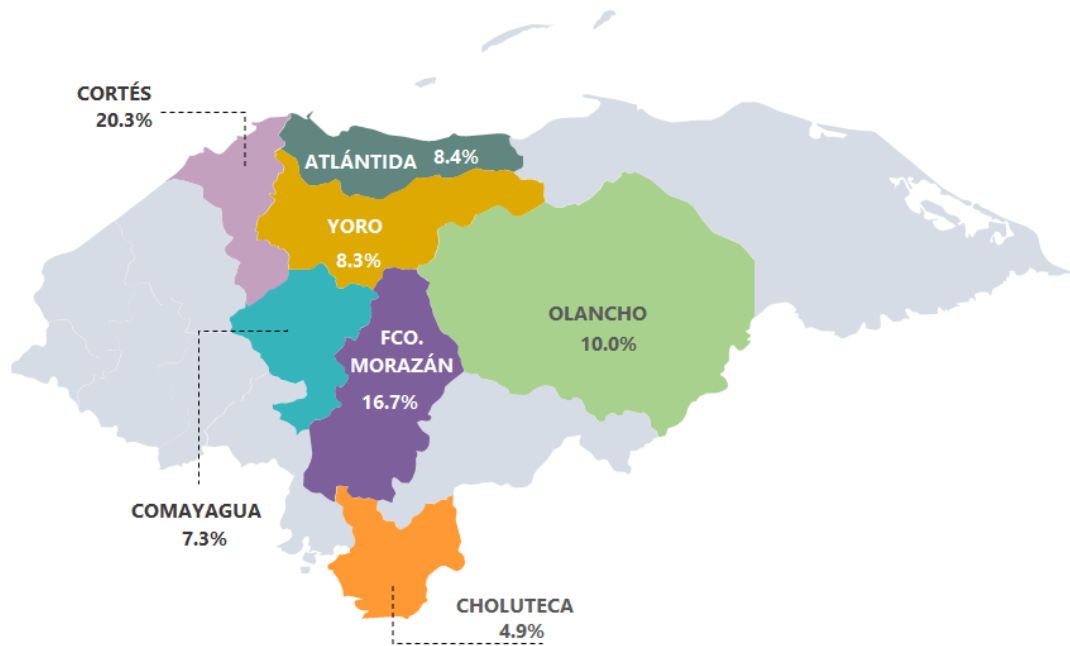 CORTÉS
20.3%
ATLÁNTIDA 8.4%
YORO
8.3%
OLANCHO
10.0%
FCO.
MORAZÁN
16.7%
COMAYAGUA
7.3%
CHOLUTECA
4.9%